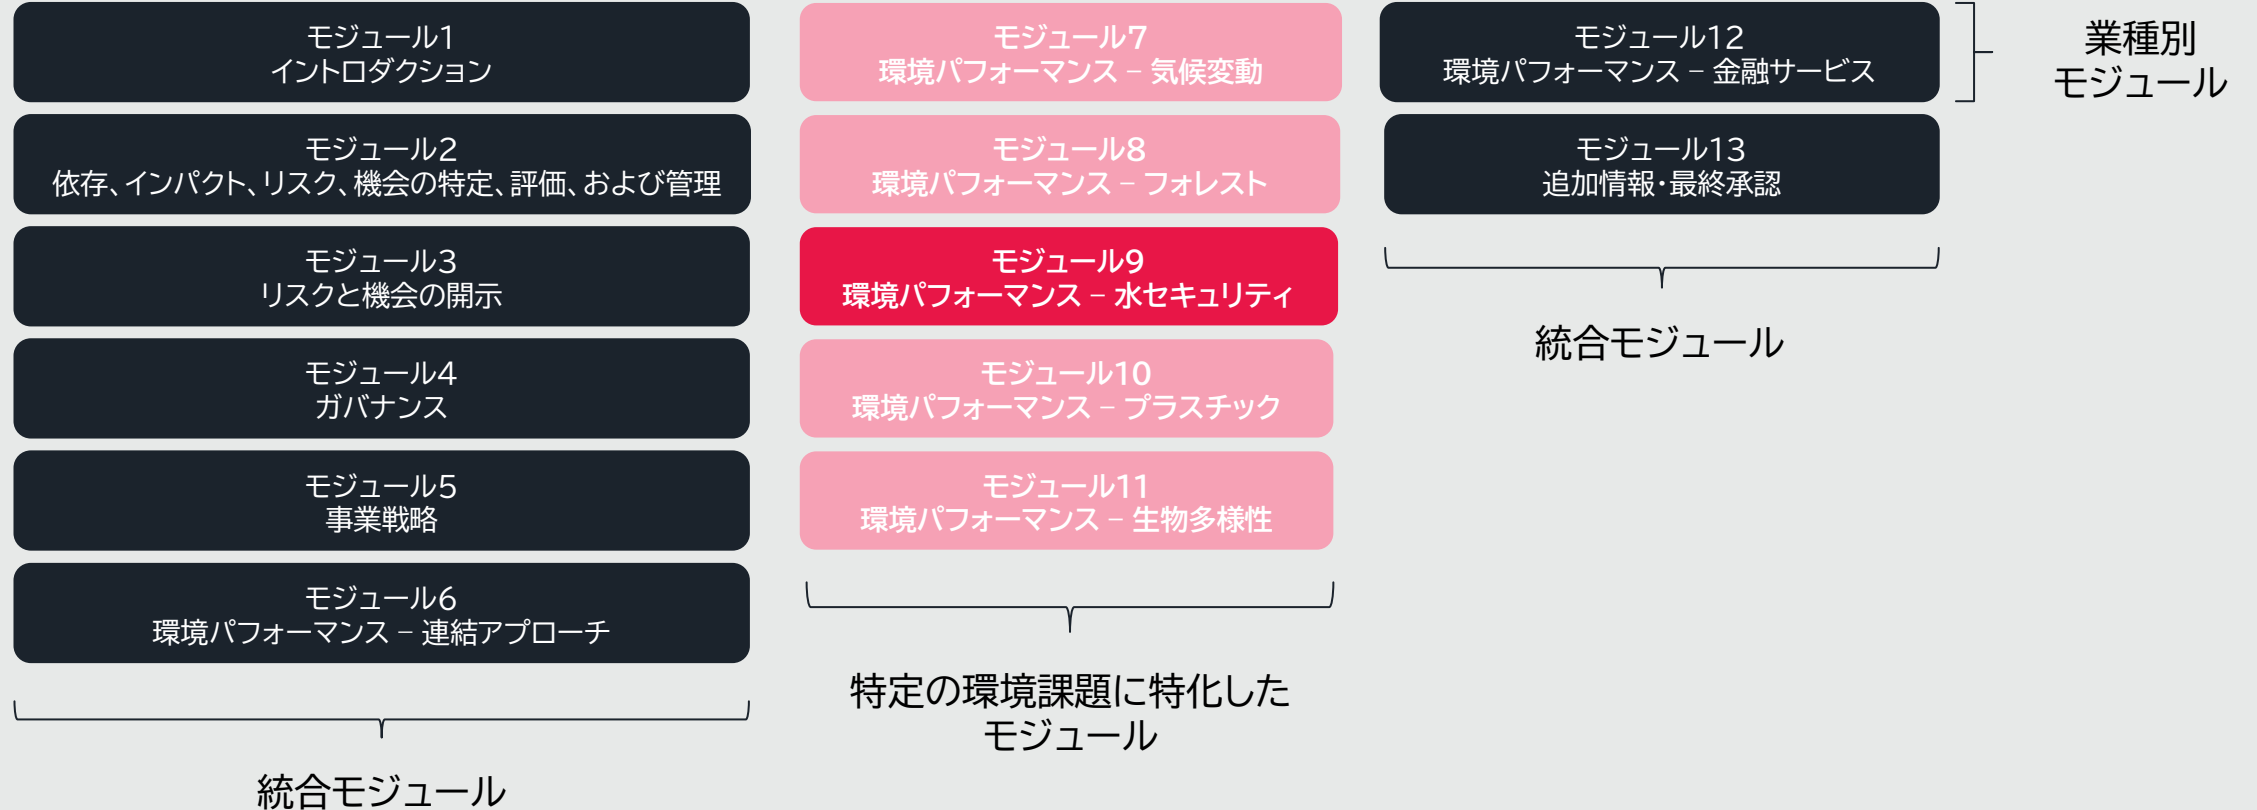 モジュール1
イントロダクション
モジュール2
依存、インパクト、リスク、機会の特定、評価、および管理
モジュール3
リスクと機会の開示
モジュール4
ガバナンス
モジュール5
事業戦略
モジュール6
環境パフォーマンス – 連結アプローチ
統合モジュール
モジュール7
環境パフォーマンス – 気候変動
モジュール8
環境パフォーマンス – フォレスト
モジュール9
環境パフォーマンス – 水セキュリティ
モジュール10
環境パフォーマンス – プラスチック
モジュール11
環境パフォーマンス – 生物多様性
特定の環境課題に特化した
モジュール
モジュール12
環境パフォーマンス – 金融サービス
モジュール13
追加情報・最終承認
統合モジュール
業種別
モジュール